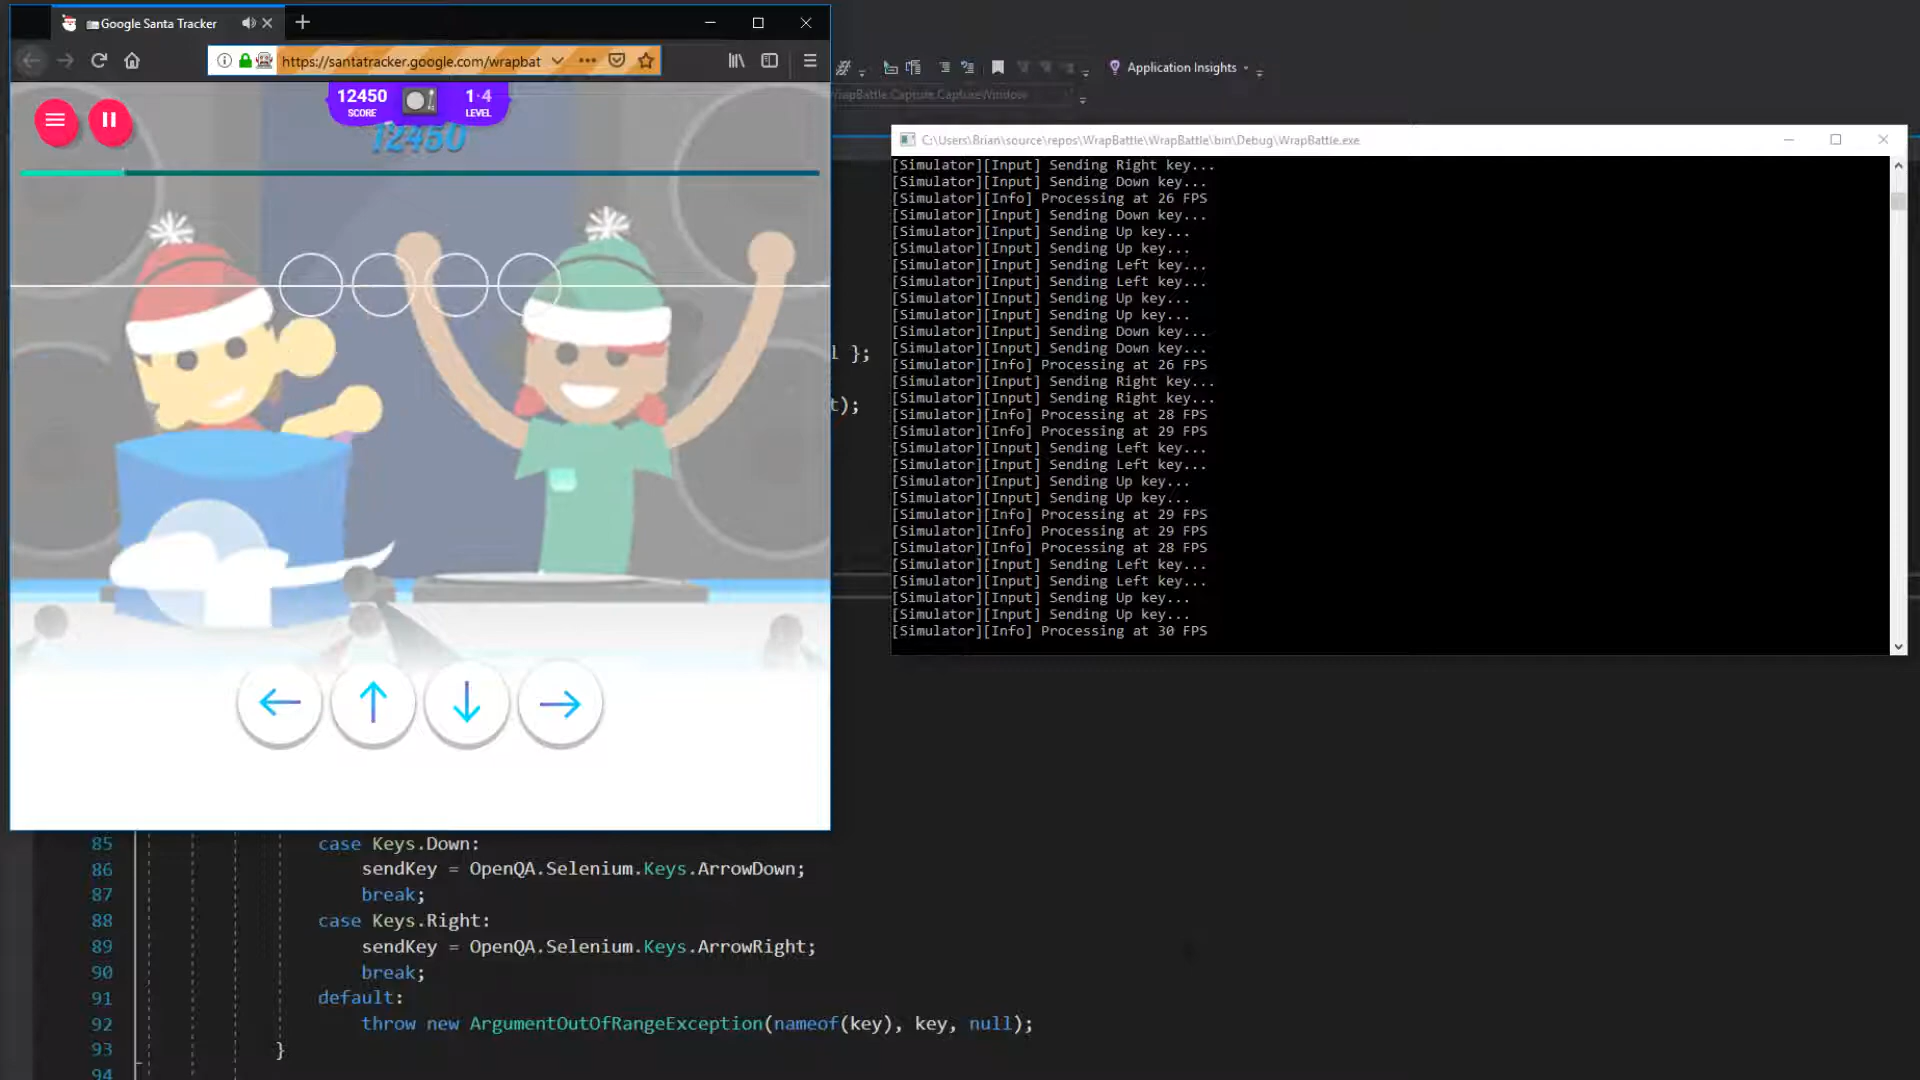 Google Santa Tracker
https://santatracker.google.com/wrapbat
12450
SCORE
1·4
LEVEL
12450
Application Insights
WrapBattle.Capture.CaptureWindow
l };
t);
C:\Users\Brian\source\repos\WrapBattle\WrapBattle\bin\Debug\WrapBattle.exe
[Simulator][Input] Sending Right key...
[Simulator][Input] Sending Down key...
[Simulator][Info] Processing at 26 FPS
[Simulator][Input] Sending Down key...
[Simulator][Input] Sending Up key...
[Simulator][Input] Sending Up key...
[Simulator][Input] Sending Left key...
[Simulator][Input] Sending Left key...
[Simulator][Input] Sending Up key...
[Simulator][Input] Sending Up key...
[Simulator][Input] Sending Down key...
[Simulator][Input] Sending Down key...
[Simulator][Info] Processing at 26 FPS
[Simulator][Input] Sending Right key...
[Simulator][Input] Sending Right key...
[Simulator][Info] Processing at 28 FPS
[Simulator][Info] Processing at 29 FPS
[Simulator][Input] Sending Left key...
[Simulator][Input] Sending Left key...
[Simulator][Input] Sending Up key...
[Simulator][Input] Sending Up key...
[Simulator][Info] Processing at 29 FPS
[Simulator][Info] Processing at 29 FPS
[Simulator][Info] Processing at 28 FPS
[Simulator][Input] Sending Left key...
[Simulator][Input] Sending Left key...
[Simulator][Input] Sending Up key...
[Simulator][Input] Sending Up key...
[Simulator][Info] Processing at 30 FPS
85 case Keys.Down:
86 sendKey = OpenQA.Selenium.Keys.ArrowDown;
87 break;
88 case Keys.Right:
89 sendKey = OpenQA.Selenium.Keys.ArrowRight;
90 break;
91 default:
92 throw new ArgumentOutOfRangeException(nameof(key), key, null);
93 }
94